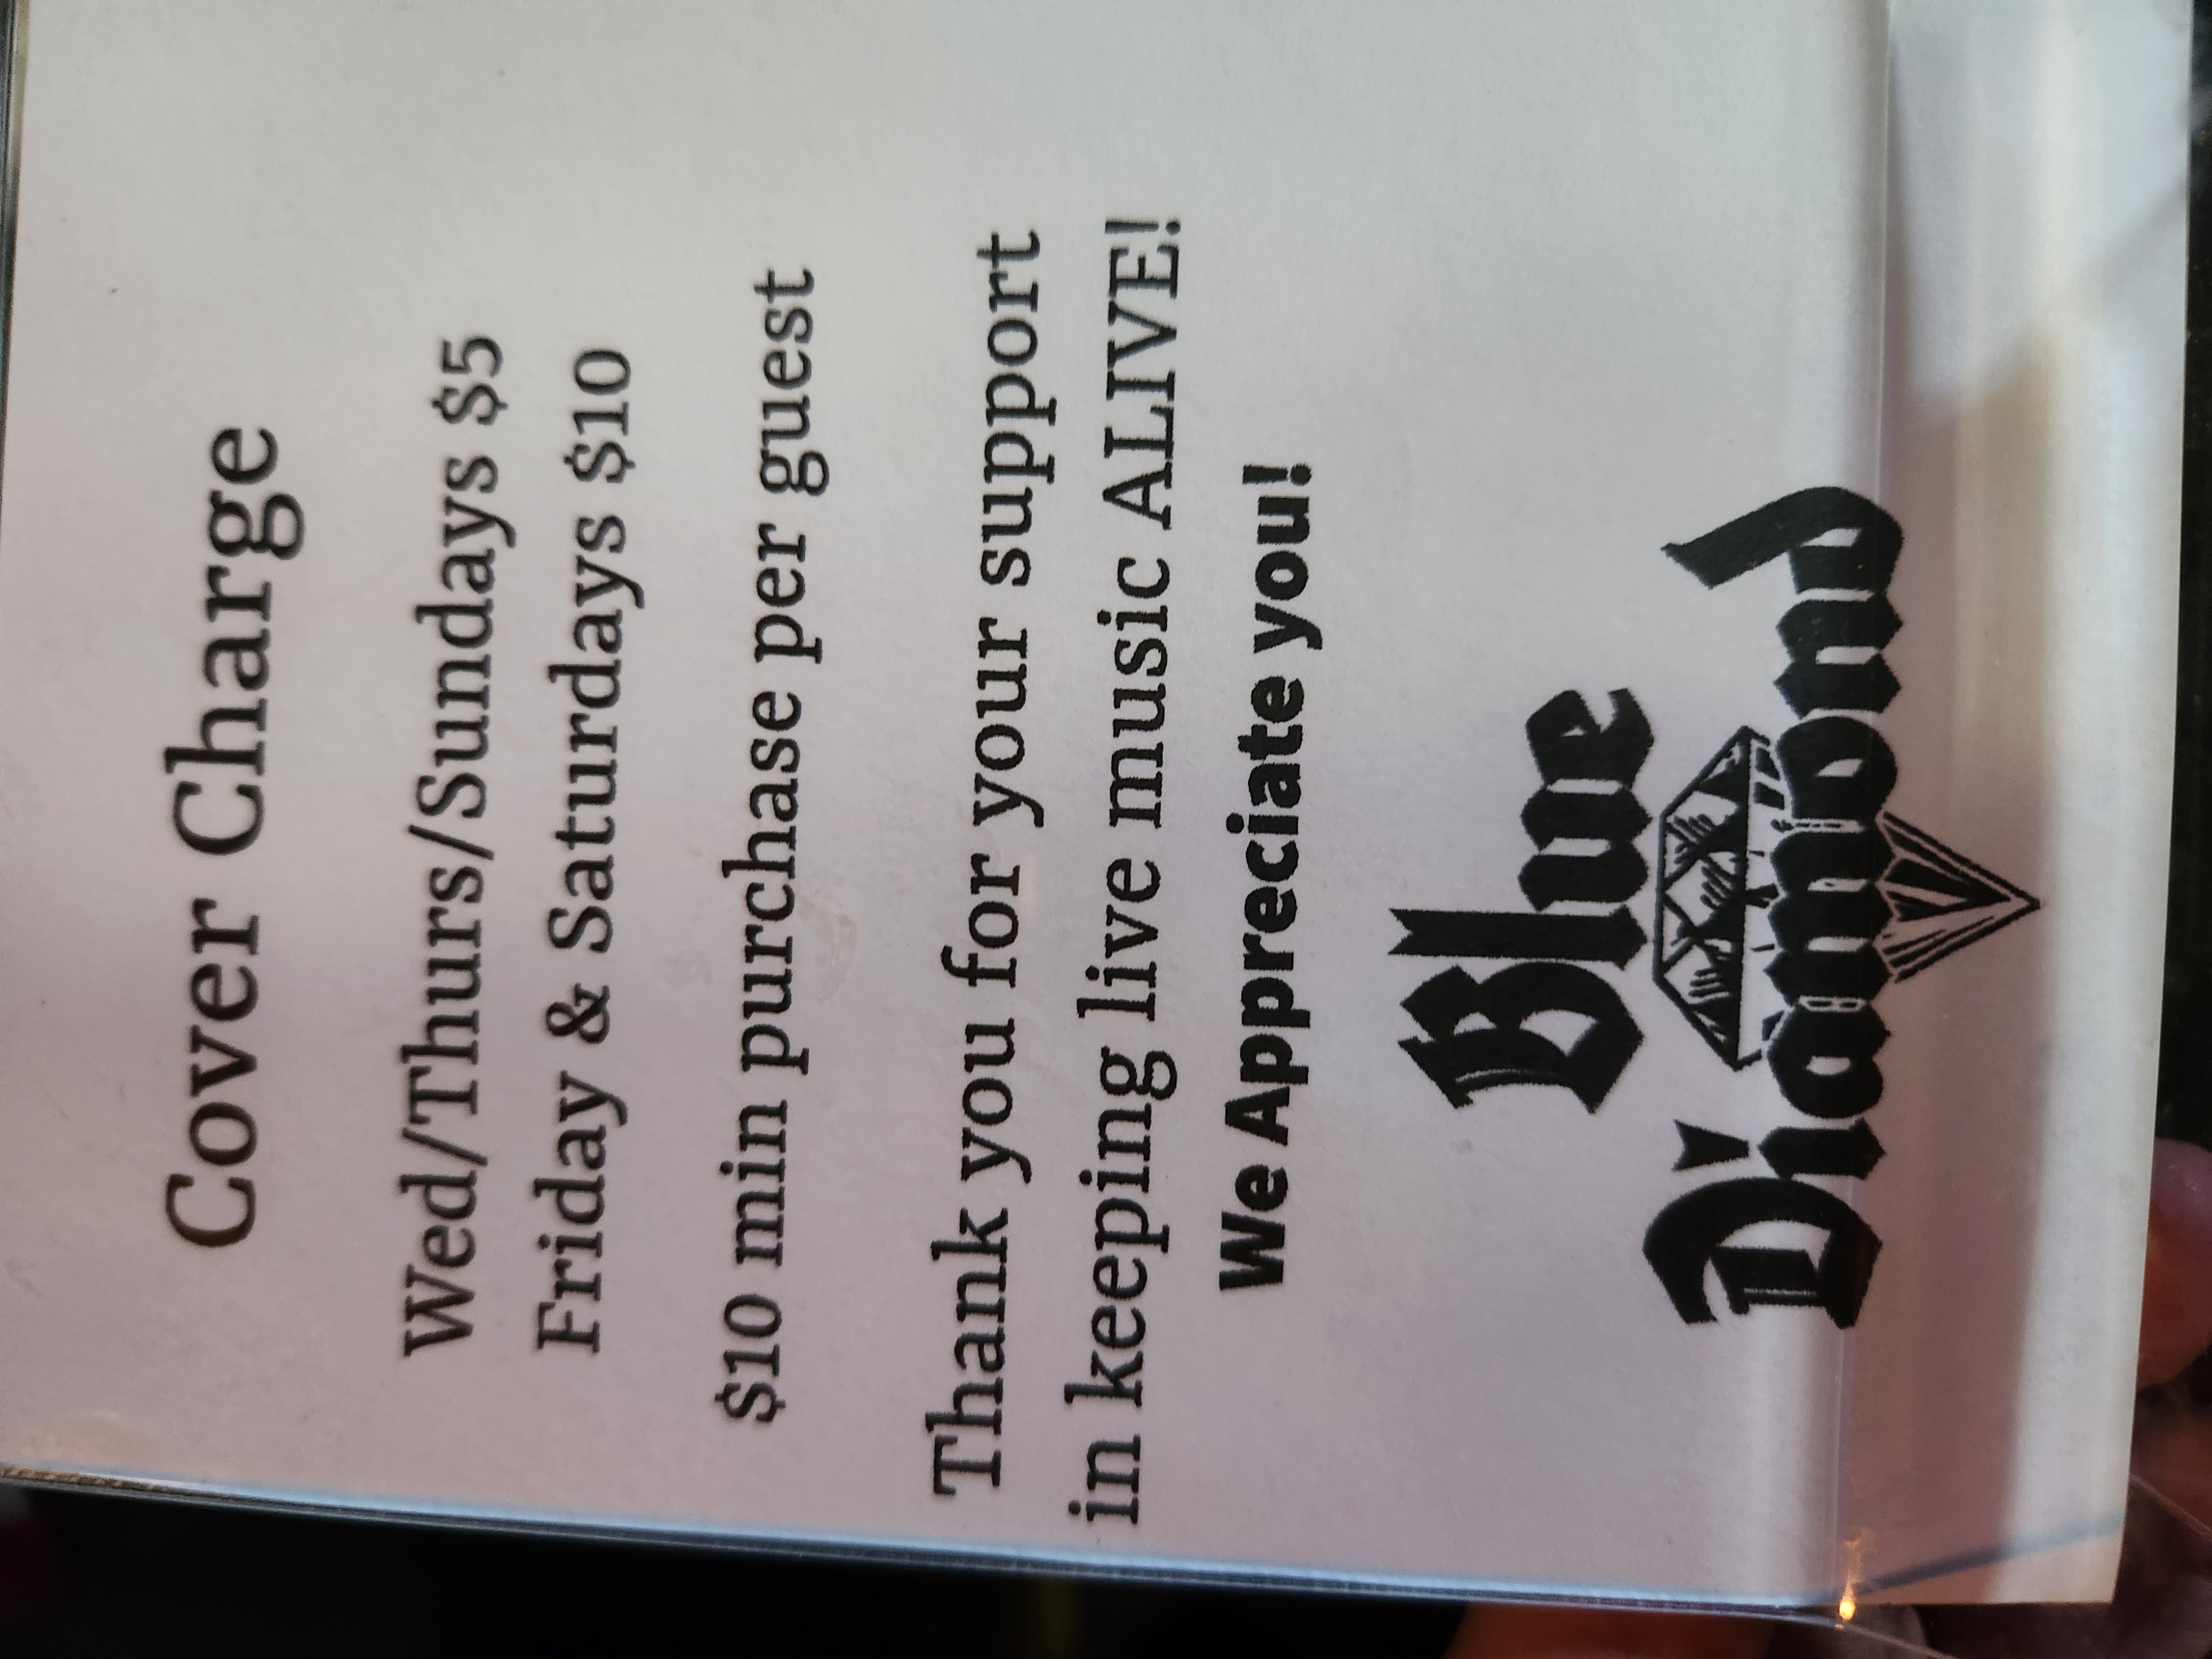 Cover Charge
Wed/Thurs/Sundays $5
Friday & Saturdays $10
$10 min purchase per guest
Thank you for your support
in keeping live music ALIVE!
We Appreciate you!
Blue
Diamond